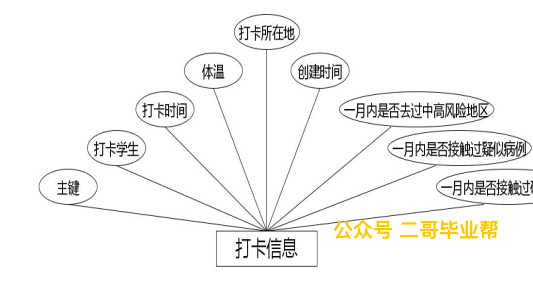 打卡所在地
体温
创建时间
打卡时间
一月内是否去过中高风险地区
打卡学生
一月内是否接触过疑似病例
主键
一月内是否接触过
打卡信息
公众号 二哥毕业帮